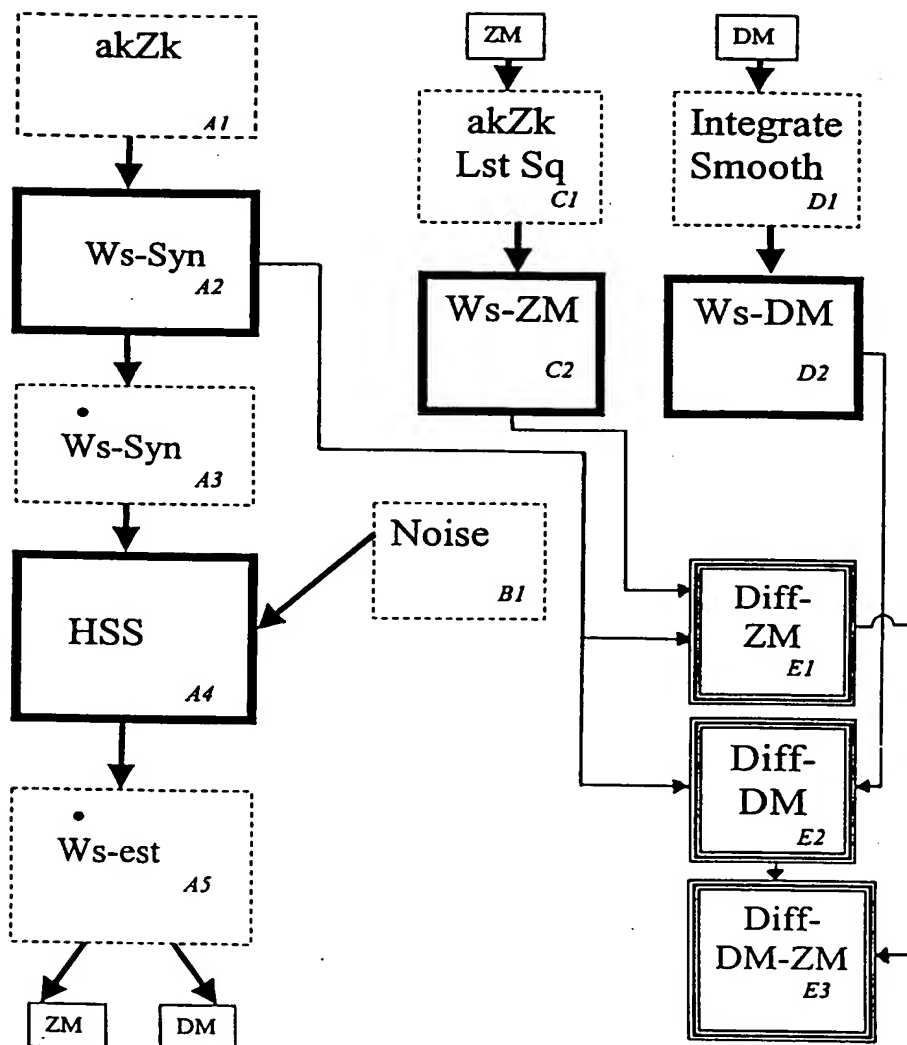 akZk
A1
Ws-Syn
A2
•
Ws-Syn
A3
HSS
A4
•
Ws-est
A5
ZM
DM
Noise
B1
ZM
akZk
Lst Sq
C1
Ws-ZM
C2
DM
Integrate
Smooth
D1
Ws-DM
D2
Diff-
ZM
E1
Diff-
DM
E2
Diff-
DM-ZM
E3